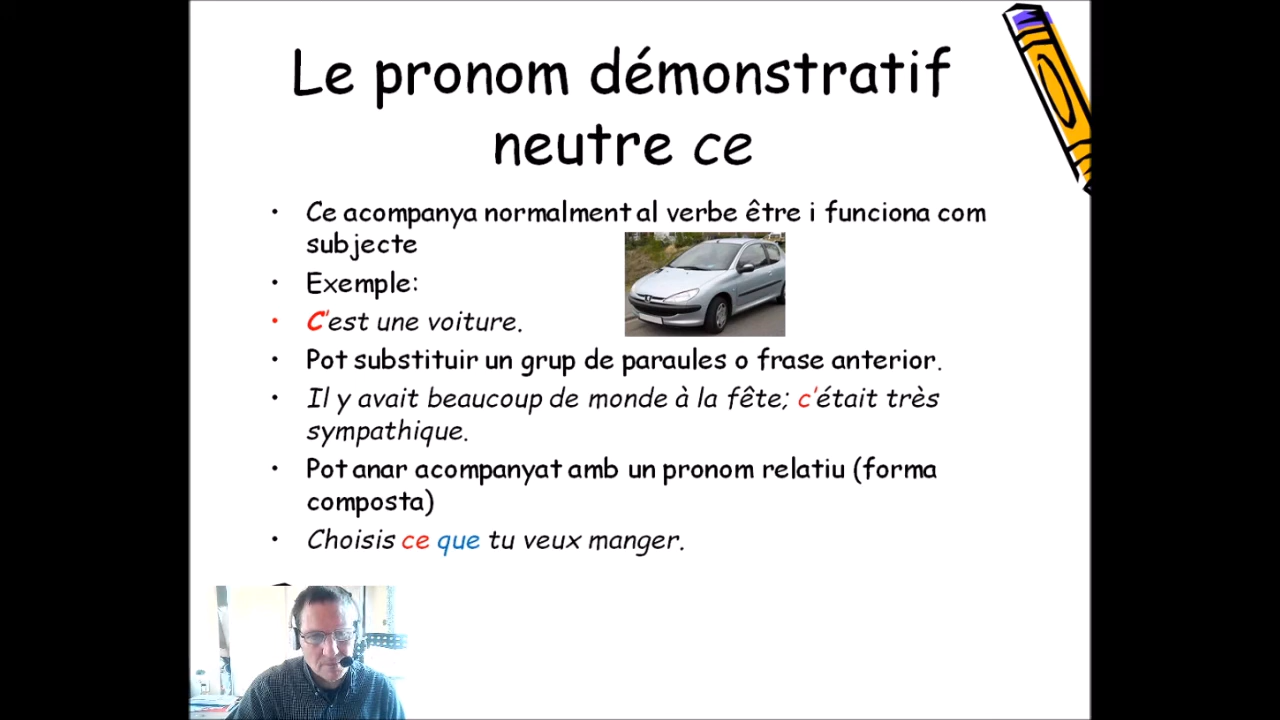 Le pronom démonstratif
neutre ce
• Ce acompanya normalment al verbe être i funciona com
subjecte
• Exemple:
• C'est une voiture.
• Pot substituir un grup de paraules o frase anterior.
• Il y avait beaucoup de monde à la fête; c'était très
sympathique.
• Pot anar acompanyat amb un pronom relatiu (forma
composta)
• Choisis ce que tu veux manger.